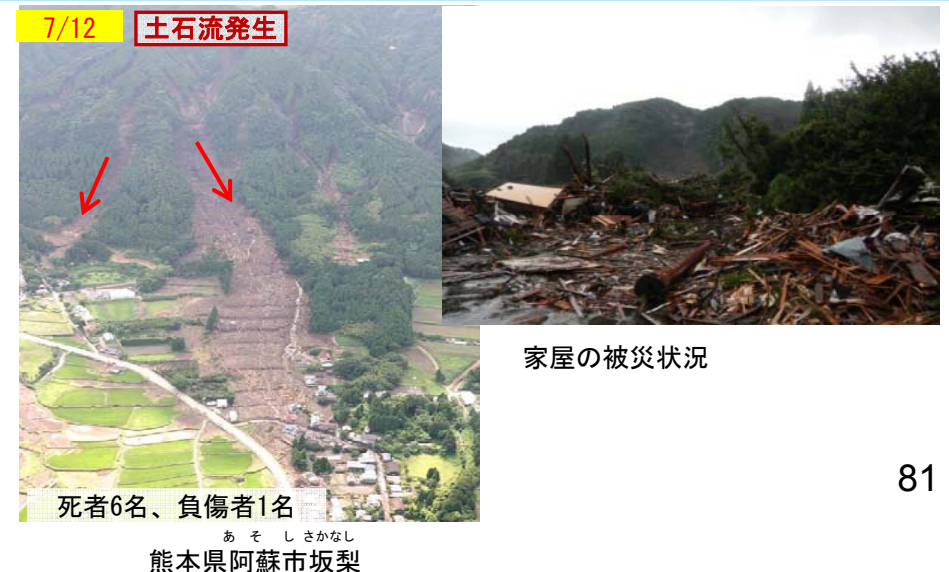 7/12 土石流発生
家屋の被災状況
81
死者6名、負傷者1名
あそしさかなし
熊本県阿蘇市坂梨